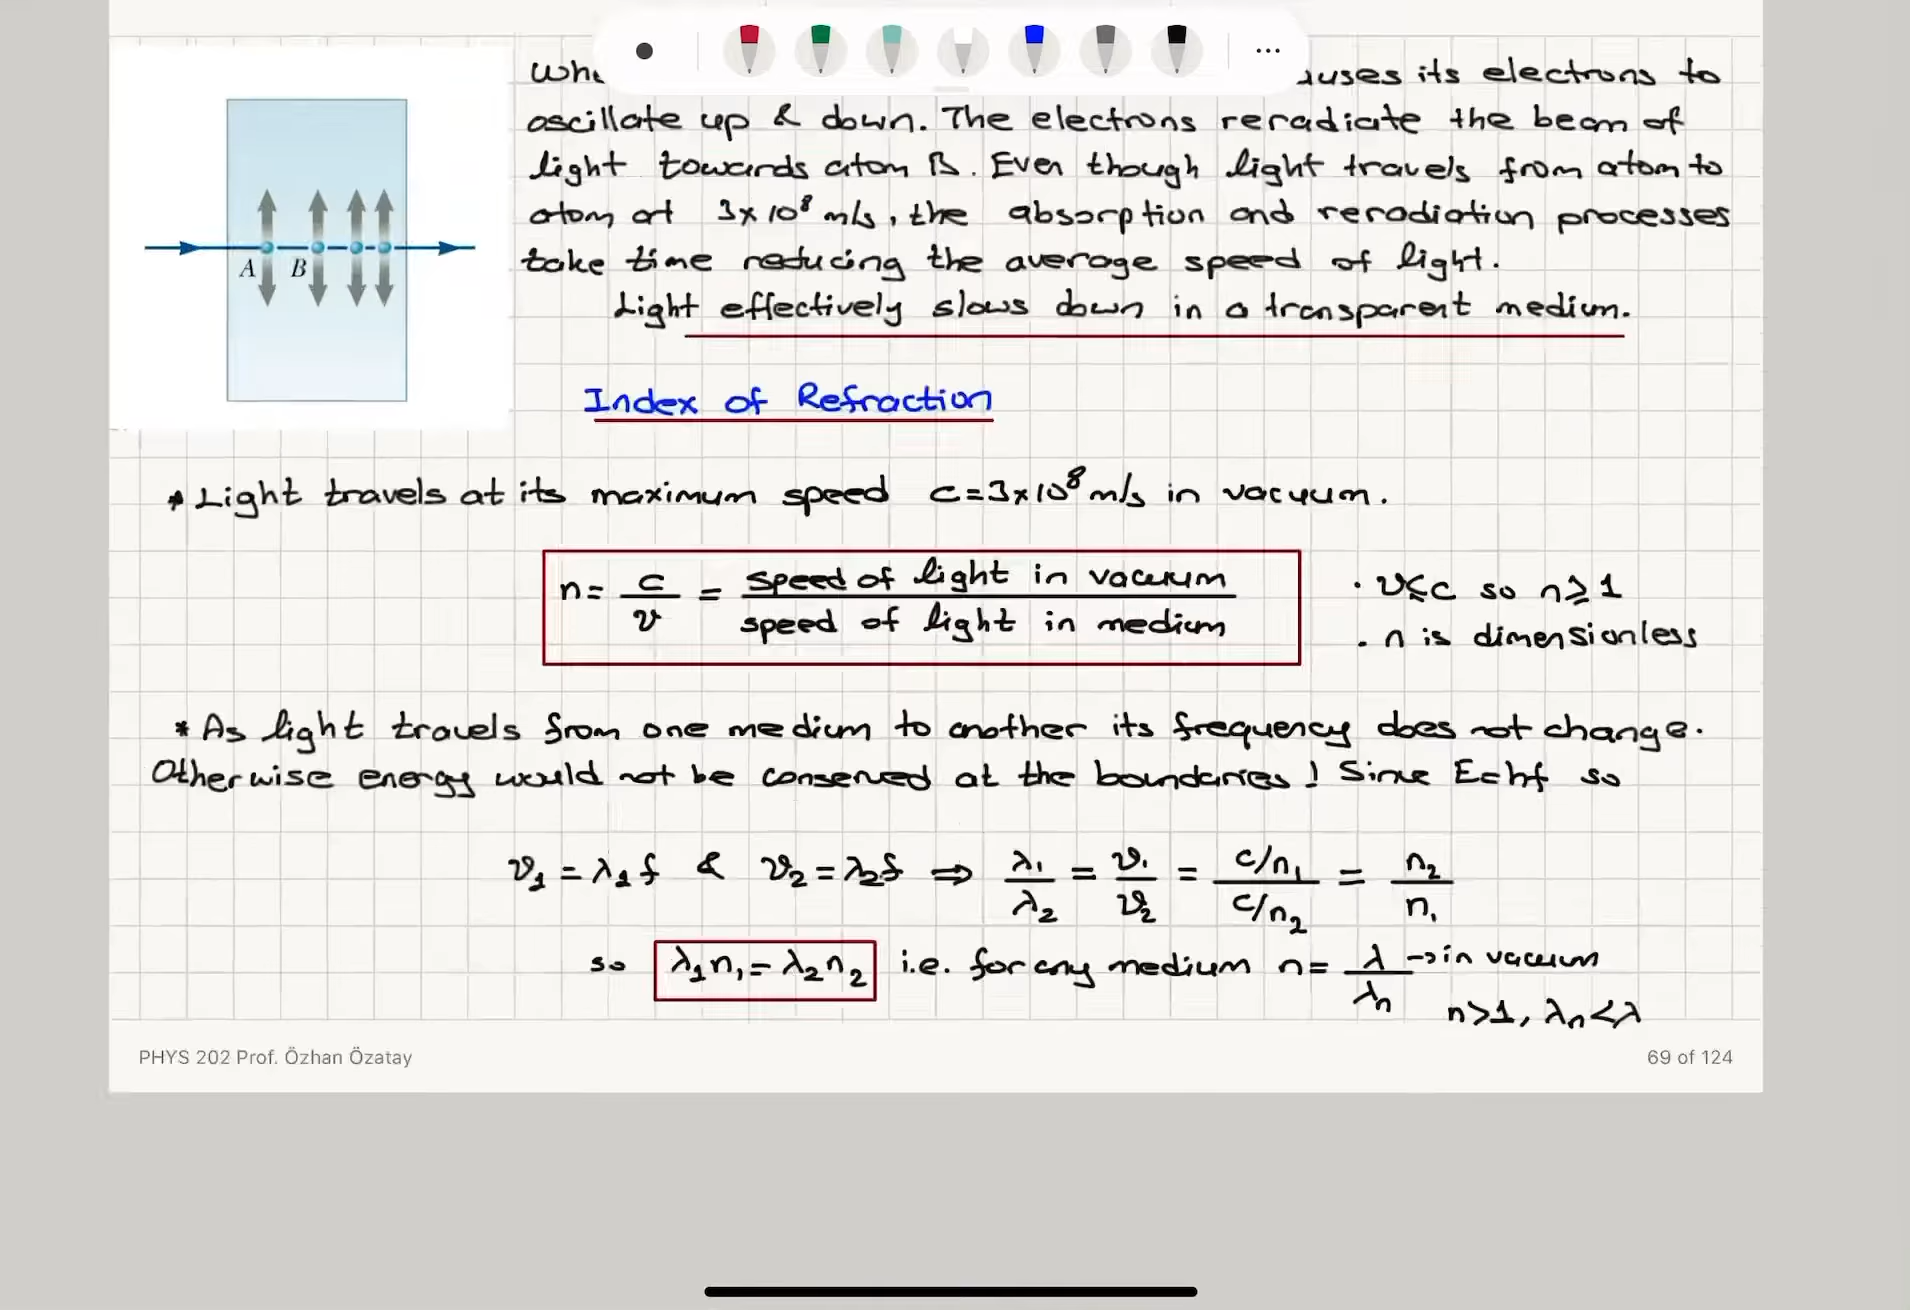 auses its electrons to
oscillate up & down. The electrons reradiate the beam of
light towards atom B. Even though light travels from atom to
atom at 3x10⁸ m/s, the absorption and reradiation processes
take time reducing the average speed of light.
Light effectively slows down in a transparent medium.
A B
Index of Refraction
* Light travels at its maximum speed c=3x10⁸ m/s in vacuum.
n = c/v = speed of light in vacuum / speed of light in medium
· v≤c so n≥1
· n is dimensionless
* As light travels from one medium to another its frequency does not change.
Otherwise energy would not be conserved at the boundaries! Since E=hf so
v₁ = λ₁f & v₂ = λ₂f ⇒ λ₁/λ₂ = v₁/v₂ = (c/n₁)/(c/n₂) = n₂/n₁
so λ₁n₁ = λ₂n₂ i.e. for any medium n = λ/λn → in vacuum
n>1, λn<λ
PHYS 202 Prof. Özhan Özatay
69 of 124